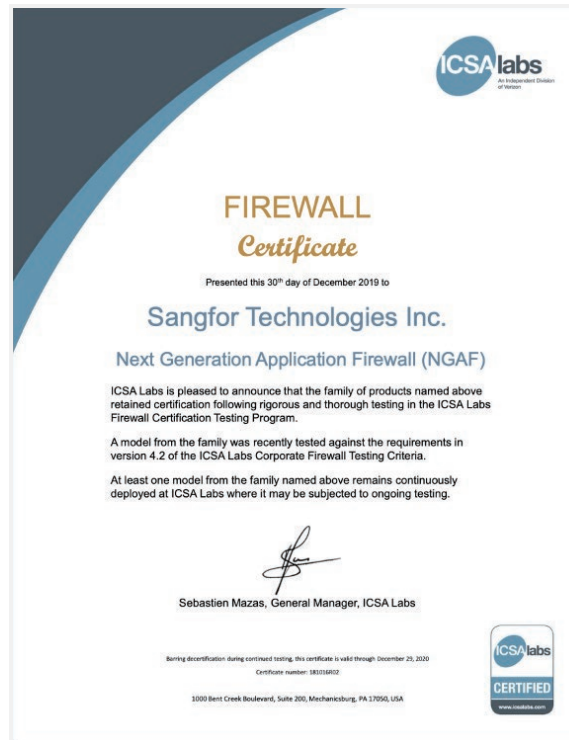 ICSA labs
An Independent Division
of Verizon
FIREWALL
Certificate
Presented this 30th day of December 2019 to
Sangfor Technologies Inc.
Next Generation Application Firewall (NGAF)
ICSA Labs is pleased to announce that the family of products named above
retained certification following rigorous and thorough testing in the ICSA Labs
Firewall Certification Testing Program.
A model from the family was recently tested against the requirements in
version 4.2 of the ICSA Labs Corporate Firewall Testing Criteria.
At least one model from the family named above remains continuously
deployed at ICSA Labs where it may be subjected to ongoing testing.
Sebastien Mazas, General Manager, ICSA Labs
Barring decertification during continued testing, this certificate is valid through December 29, 2020
Certificate number: 181016R02
1000 Bent Creek Boulevard, Suite 200, Mechanicsburg, PA 17050, USA
ICSA labs
CERTIFIED
www.icsalabs.com